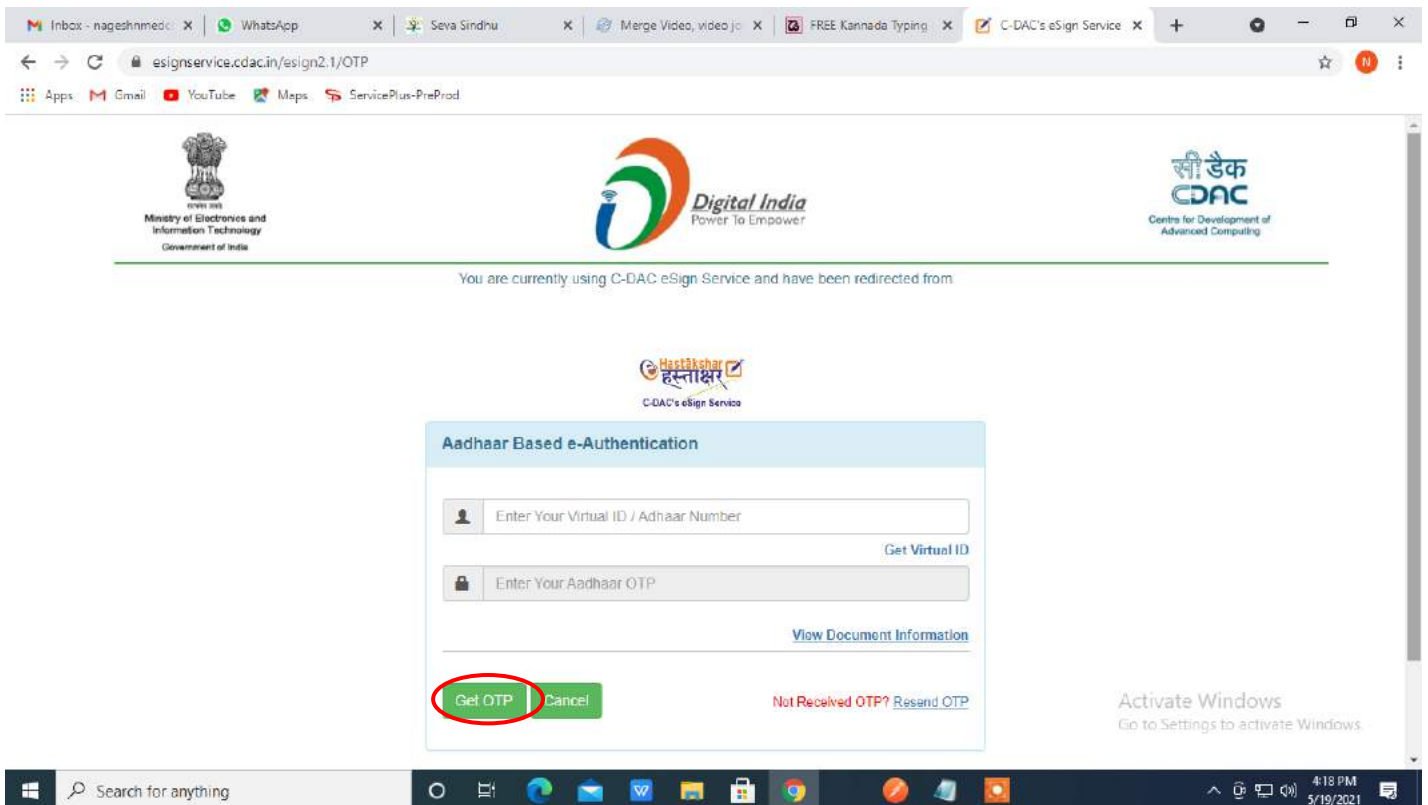 Inbox - nageshnmedc
WhatsApp
Seva Sindhu
Merge Video, video jo
FREE Kannada Typing
C-DAC's eSign Service
esignservice.cdac.in/esign2.1/OTP
N
Apps
Gmail
YouTube
Maps
ServicePlus-PreProd
Ministry of Electronics and
Information Technology
Government of India
Digital India
Power To Empower
सी डैक
CDAC
Centre for Development of
Advanced Computing
You are currently using C-DAC eSign Service and have been redirected from
Hastākshar
हस्ताक्षर
C-DAC's eSign Service
Aadhaar Based e-Authentication
Enter Your Virtual ID / Adhaar Number
Get Virtual ID
Enter Your Aadhaar OTP
View Document Information
Get OTP
Cancel
Not Received OTP? Resend OTP
Activate Windows
Go to Settings to activate Windows.
Search for anything
4:18 PM
5/19/2021